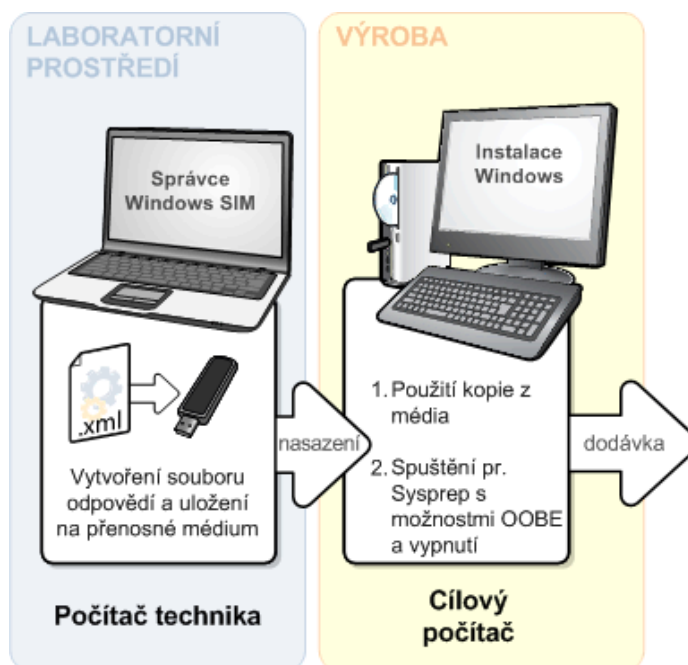 LABORATORNÍ
PROSTŘEDÍ
Správce
Windows SIM
.xml
Vytvoření souboru
odpovědí a uložení
na přenosné médium
Počítač technika
nasazení
VÝROBA
Instalace
Windows
1. Použití kopie z
média
2. Spuštění pr.
Sysprep s
možnostmi OOBE
a vypnutí
Cílový
počítač
dodávka